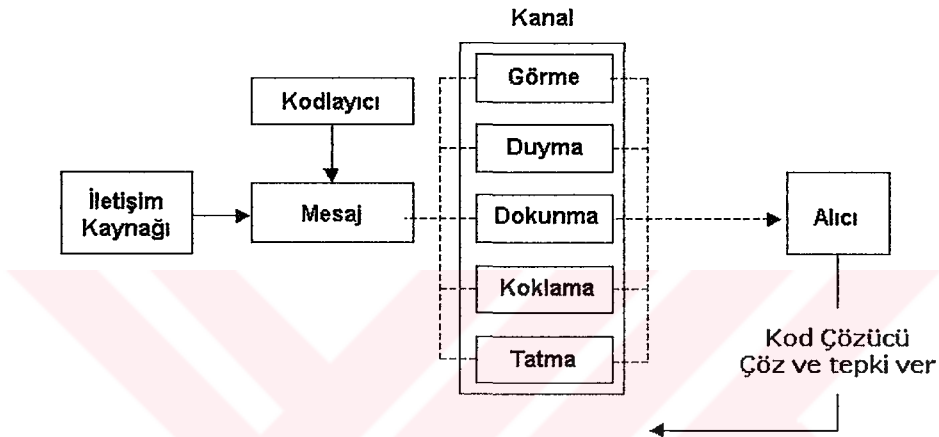 Kanal
Görme
Kodlayıcı
Duyma
İletişim
Kaynağı
Mesaj
Dokunma
Alıcı
Koklama
Tatma
Kod Çözücü
Çöz ve tepki ver